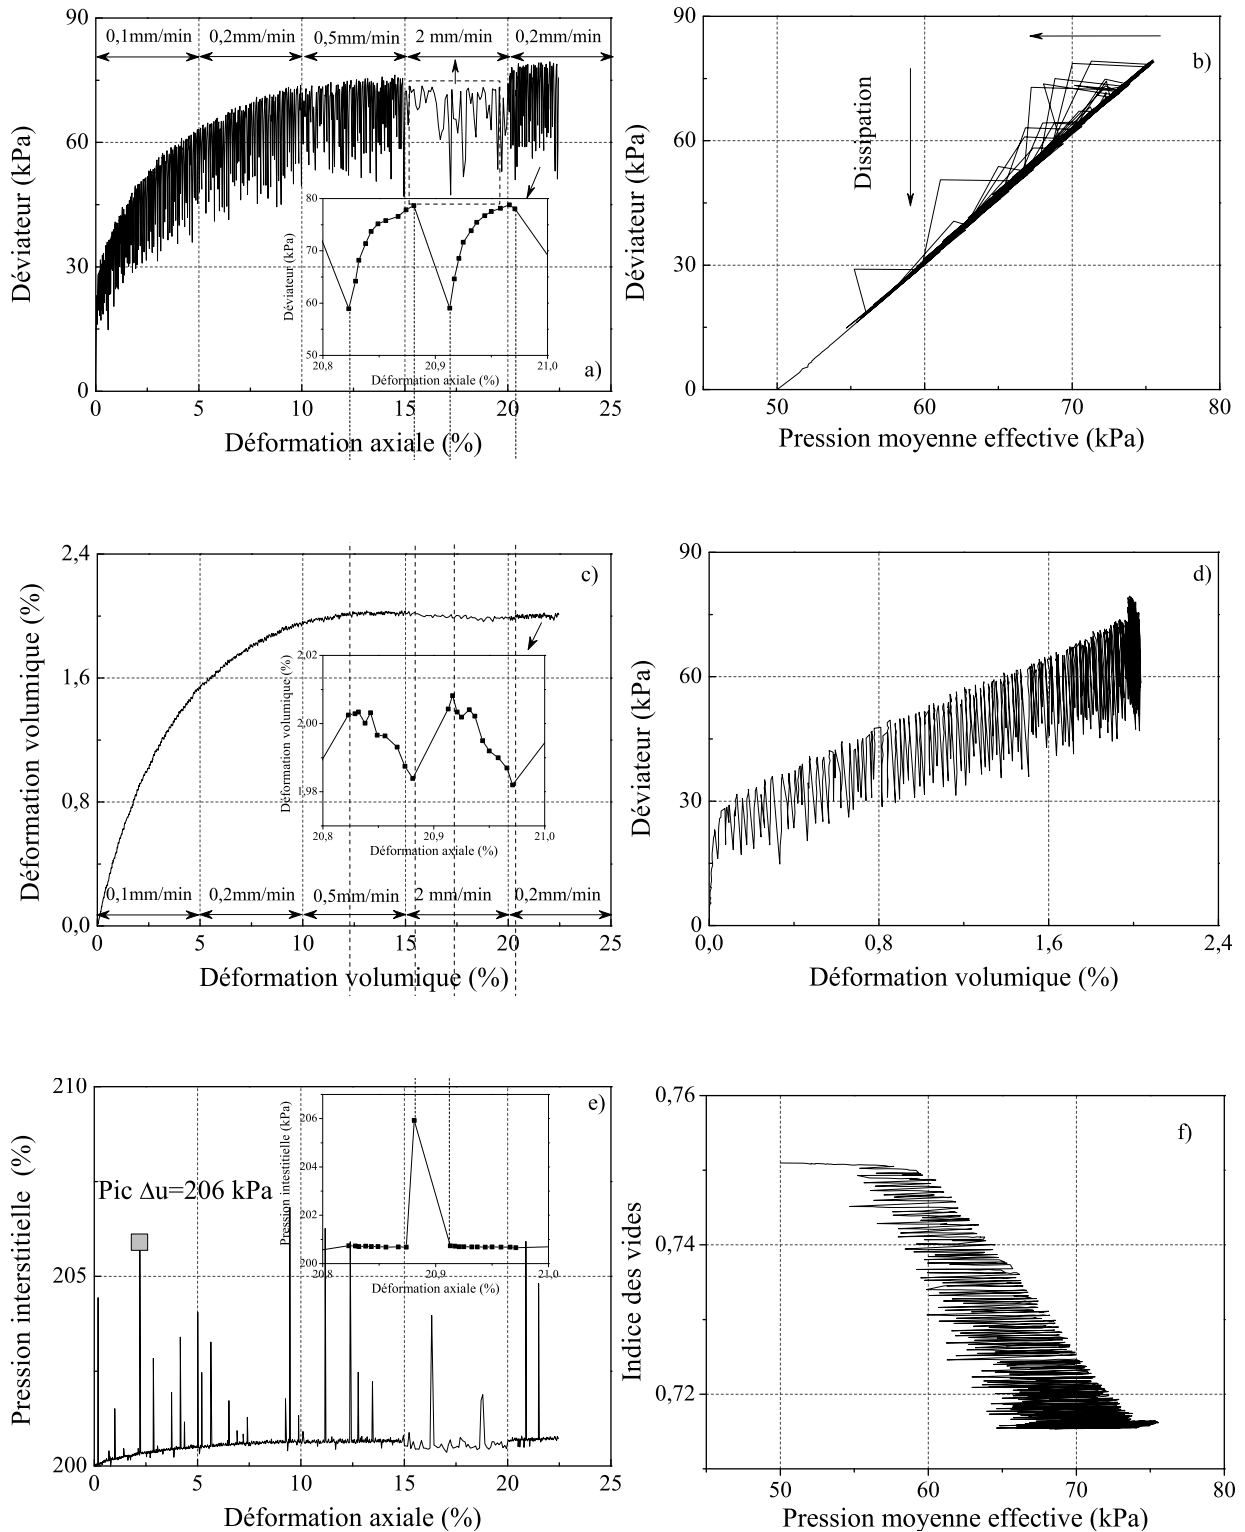 90
60
30
0
Déviateur (kPa)
0,1mm/min
0,2mm/min
0,5mm/min
2 mm/min
0,2mm/min
80
70
60
50
Déviateur (kPa)
20,8
20,9
21,0
Déformation axiale (%)
a)
0
5
10
15
20
25
Déformation axiale (%)
90
60
30
0
Déviateur (kPa)
Dissipation
b)
50
60
70
80
Pression moyenne effective (kPa)
2,4
1,6
0,8
0,0
Déformation volumique (%)
c)
2,02
2,00
1,98
Déformation volumique (%)
20,8
20,9
21,0
Déformation axiale (%)
0,1mm/min
0,2mm/min
0,5mm/min
2 mm/min
0,2mm/min
0
5
10
15
20
25
Déformation volumique (%)
90
60
30
0
Déviateur (kPa)
d)
0,0
0,8
1,6
2,4
Déformation volumique (%)
210
205
200
Pression interstitielle (%)
Pic Δu=206 kPa
e)
206
204
202
200
Pression intestitielle (kPa)
20,8
20,9
21,0
Déformation axiale (%)
0
5
10
15
20
25
Déformation axiale (%)
0,76
0,74
0,72
Indice des vides
f)
50
60
70
80
Pression moyenne effective (kPa)